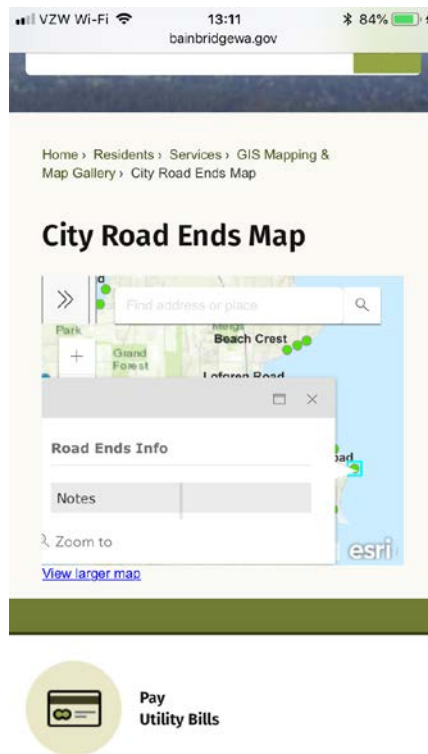 VZW Wi-Fi 13:11 84%
bainbridgewa.gov
Home › Residents › Services › GIS Mapping &
Map Gallery › City Road Ends Map
City Road Ends Map
Find address or place
Park
Beach Crest
Grand
Forest
Lofgren Road
Road Ends Info
Notes
Zoom to
esri
View larger map
Pay
Utility Bills